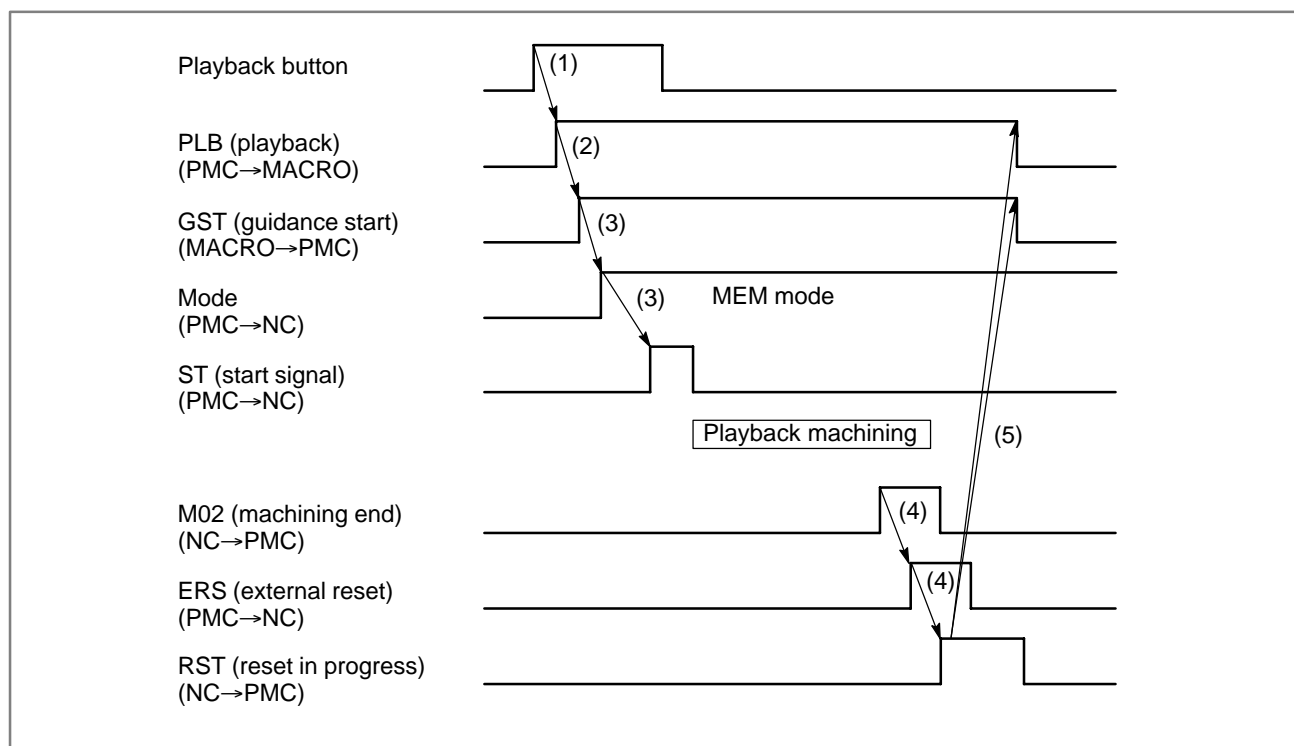 Playback button
(1)
PLB (playback)
(PMC→MACRO)
(2)
GST (guidance start)
(MACRO→PMC)
(3)
Mode
(PMC→NC)
(3)
MEM mode
ST (start signal)
(PMC→NC)
Playback machining
(5)
M02 (machining end)
(NC→PMC)
(4)
ERS (external reset)
(PMC→NC)
(4)
RST (reset in progress)
(NC→PMC)